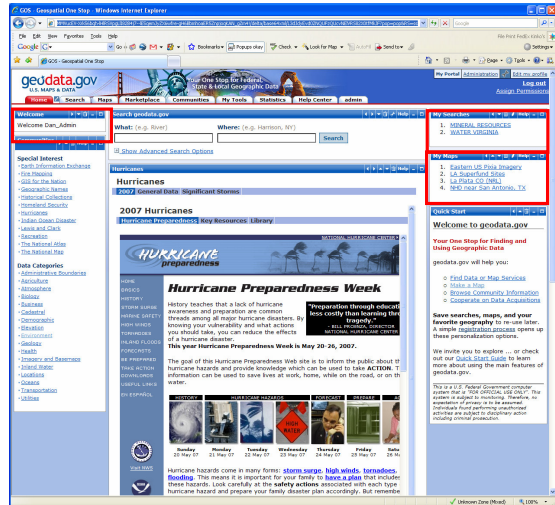 GOS - Geospatial One Stop - Windows Internet Explorer
Google
File Edit View Favorites Tools Help
Google
Go
Bookmarks
Popups okay
Check
Look for Map
AutoFill
Send to
Settings
GOS - Geospatial One Stop
Page
Tools
geodata.gov
U.S. MAPS & DATA
Your One Stop for Federal,
State & Local Geographic Data
My Portal Administration Edit my profile
Log out
Assign Permissions
Home Search Maps Marketplace Communities My Tools Statistics Help Center admin
Welcome
Welcome Dan_Admin
Special Interest
Earth Information Exchange
Fire Mapping
GIS for the Nation
Geographic Names
Historical Collections
Homeland Security
Hurricanes
Indian Ocean Disaster
Lewis and Clark
Recreation
The National Atlas
The National Map
Data Categories
Administrative Boundaries
Agriculture
Atmosphere
Biology
Business
Cadastral
Demographic
Elevation
Environment
Geology
Health
Imagery and Basemaps
Inland Water
Locations
Oceans
Transportation
Utilities
Search geodata.gov
Help
What: (e.g. River)
Where: (e.g. Harrison, NY)
Search
Show Advanced Search Options
Hurricanes
Help
Hurricanes
2007 General Data Significant Storms
2007 Hurricanes
Hurricane Preparedness Key Resources Library
NATIONAL HURRICANE CENTER
HURRICANE
preparedness
HOME
BASICS
HISTORY
STORM SURGE
MARINE SAFETY
HIGH WINDS
TORNADOES
INLAND FLOODS
FORECASTS
BE PREPARED
TAKE ACTION
DOWNLOADS
USEFUL LINKS
EN ESPAÑOL
Visit NWS
Hurricane Preparedness Week
History teaches that a lack of hurricane
awareness and preparation are common
threads among all major hurricane disasters. By
knowing your vulnerability and what actions
you should take, you can reduce the effects
of a hurricane disaster.
"Preparation through educati
less costly than learning thr
tragedy."
- BILL PROENZA, DIRECTOR
NATIONAL HURRICANE CENTER
This year Hurricane Preparedness Week is May 20-26, 2007.
The goal of this Hurricane Preparedness Web site is to inform the public about th
hurricane hazards and provide knowledge which can be used to take ACTION. T
information can be used to save lives at work, home, while on the road, or on th
water.
HISTORY HURRICANE HAZARDS FORECAST PREPARE
HIGH
WATER
Sunday Monday Tuesday Wednesday Thursday Friday
20 May 07 21 May 07 22 May 07 23 May 07 24 May 07 25 May 07
Hurricane hazards come in many forms: storm surge, high winds, tornadoes,
flooding. This means it is important for your family to have a plan that includes
these hazards. Look carefully at the safety actions associated with each type
hurricane hazard and prepare your family disaster plan accordingly. But remembe
My Searches
Help
1. MINERAL RESOURCES
2. WATER VIRGINIA
My Maps
Help
1. Eastern US Poia Imagery
2. LA Superfund Sites
3. La Plata CO (NRL)
4. NHD near San Antonio, TX
Quick Start
Welcome to geodata.gov
Your One Stop for Finding and
Using Geographic Data
geodata.gov will help you:
Find Data or Map Services
Make a Map
Browse Community Information
Cooperate on Data Acquisitions
Save searches, maps, and your
favorite geography to re-use later.
A simple registration process opens up
these personalization options.
We invite you to explore ... or check
out our Quick Start Guide to learn
more about using the main features of
geodata.gov.
This is a U.S. Federal Government computer
system that is "FOR OFFICIAL USE ONLY". This
system is subject to monitoring. Therefore, no
expectation of privacy is to be assumed.
Individuals found performing unauthorized
activities are subject to disciplinary action
including criminal prosecution.
Unknown Zone (Mixed)
100%